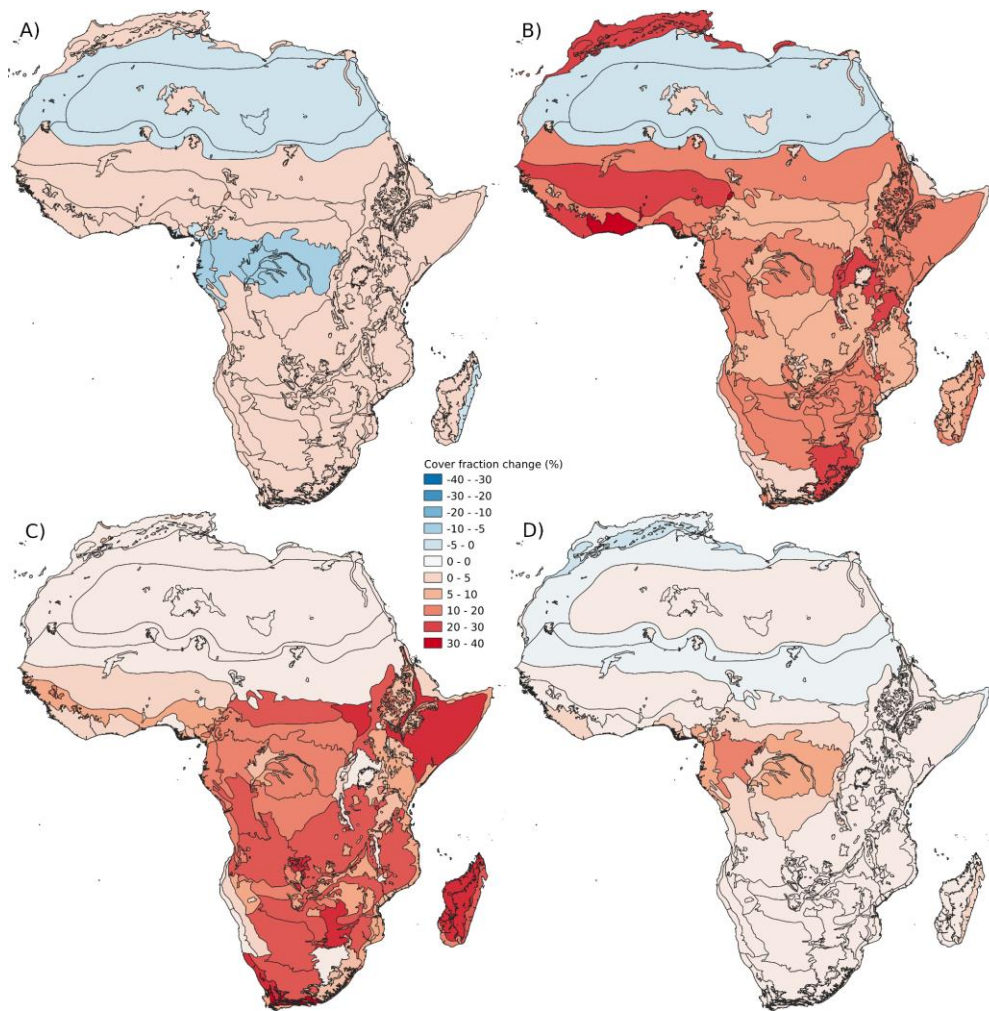 A)
B)
Cover fraction change (%)
-40 - -30
-30 - -20
-20 - -10
-10 - -5
-5 - 0
0 - 0
0 - 5
5 - 10
10 - 20
20 - 30
30 - 40
C)
D)